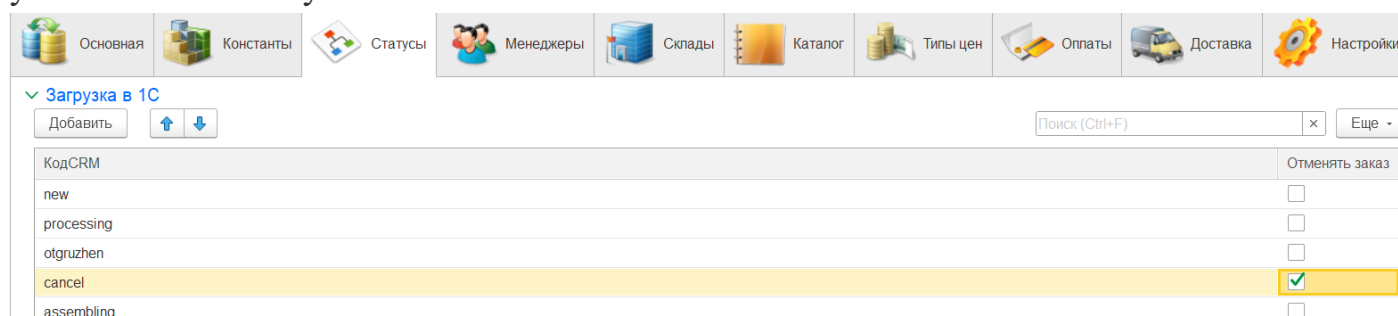 Основная Константы Статусы Менеджеры Склады Каталог Типы цен Оплаты Доставка Настройки
Загрузка в 1С
Добавить Поиск (Ctrl+F) × Еще
КодCRM Отменять заказ
new
processing
otgruzhen
cancel
assembling